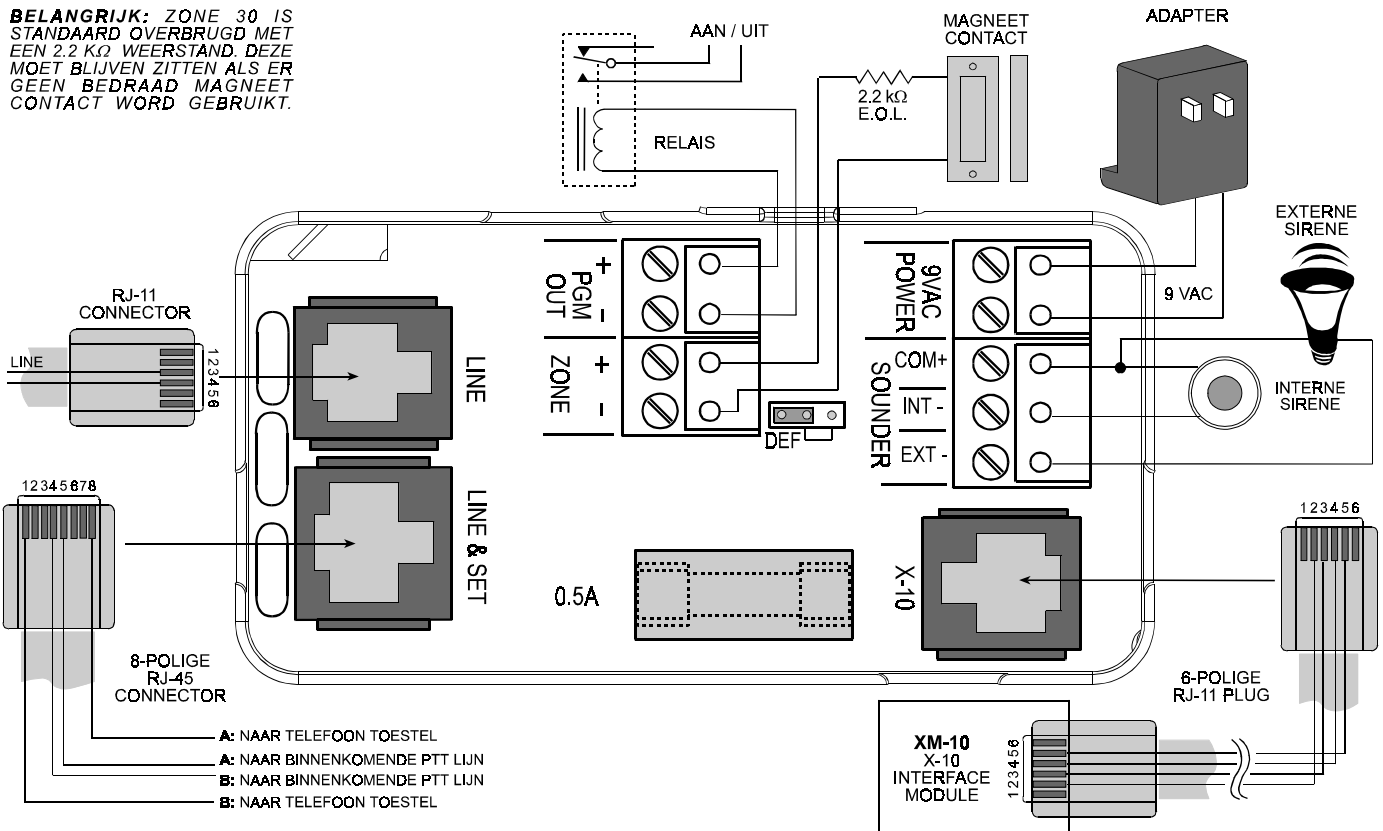 BELANGRIJK: ZONE 30 IS
STANDAARD OVERBRUGD MET
EEN 2.2 KΩ WEERSTAND. DEZE
MOET BLIJVEN ZITTEN ALS ER
GEEN BEDRAAD MAGNEET
CONTACT WORD GEBRUIKT.
AAN / UIT
RELAIS
2.2 kΩ
E.O.L.
MAGNEET
CONTACT
ADAPTER
EXTERNE
SIRENE
9 VAC
INTERNE
SIRENE
RJ-11
CONNECTOR
LINE
123456
LINE
+
PGM
OUT
-
+
ZONE
-
DEF
9VAC
POWER
COM+
SOUNDER
INT -
EXT -
12345678
LINE & SET
0.5A
X-10
123456
8-POLIGE
RJ-45
CONNECTOR
6-POLIGE
RJ-11 PLUG
A: NAAR TELEFOON TOESTEL
A: NAAR BINNENKOMENDE PTT LIJN
B: NAAR BINNENKOMENDE PTT LIJN
B: NAAR TELEFOON TOESTEL
XM-10
X-10
INTERFACE
MODULE
123456